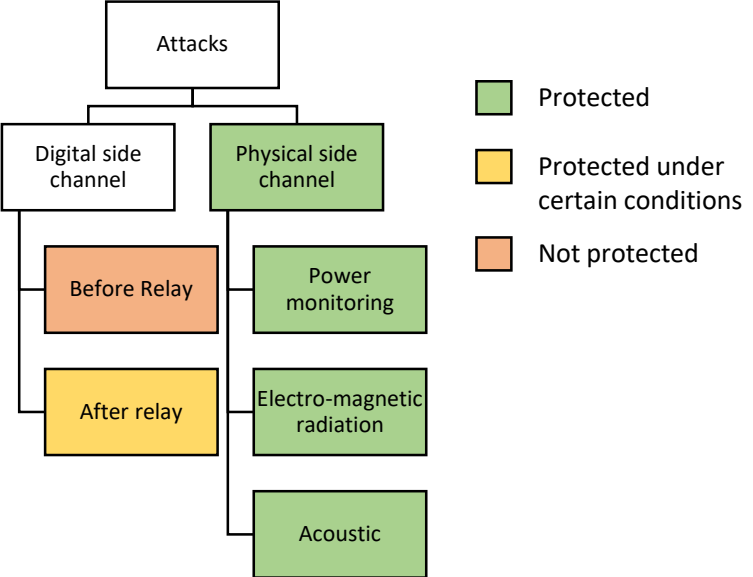 Attacks
Digital side
channel
Physical side
channel
Before Relay
After relay
Power
monitoring
Electro-magnetic
radiation
Acoustic
Protected
Protected under
certain conditions
Not protected